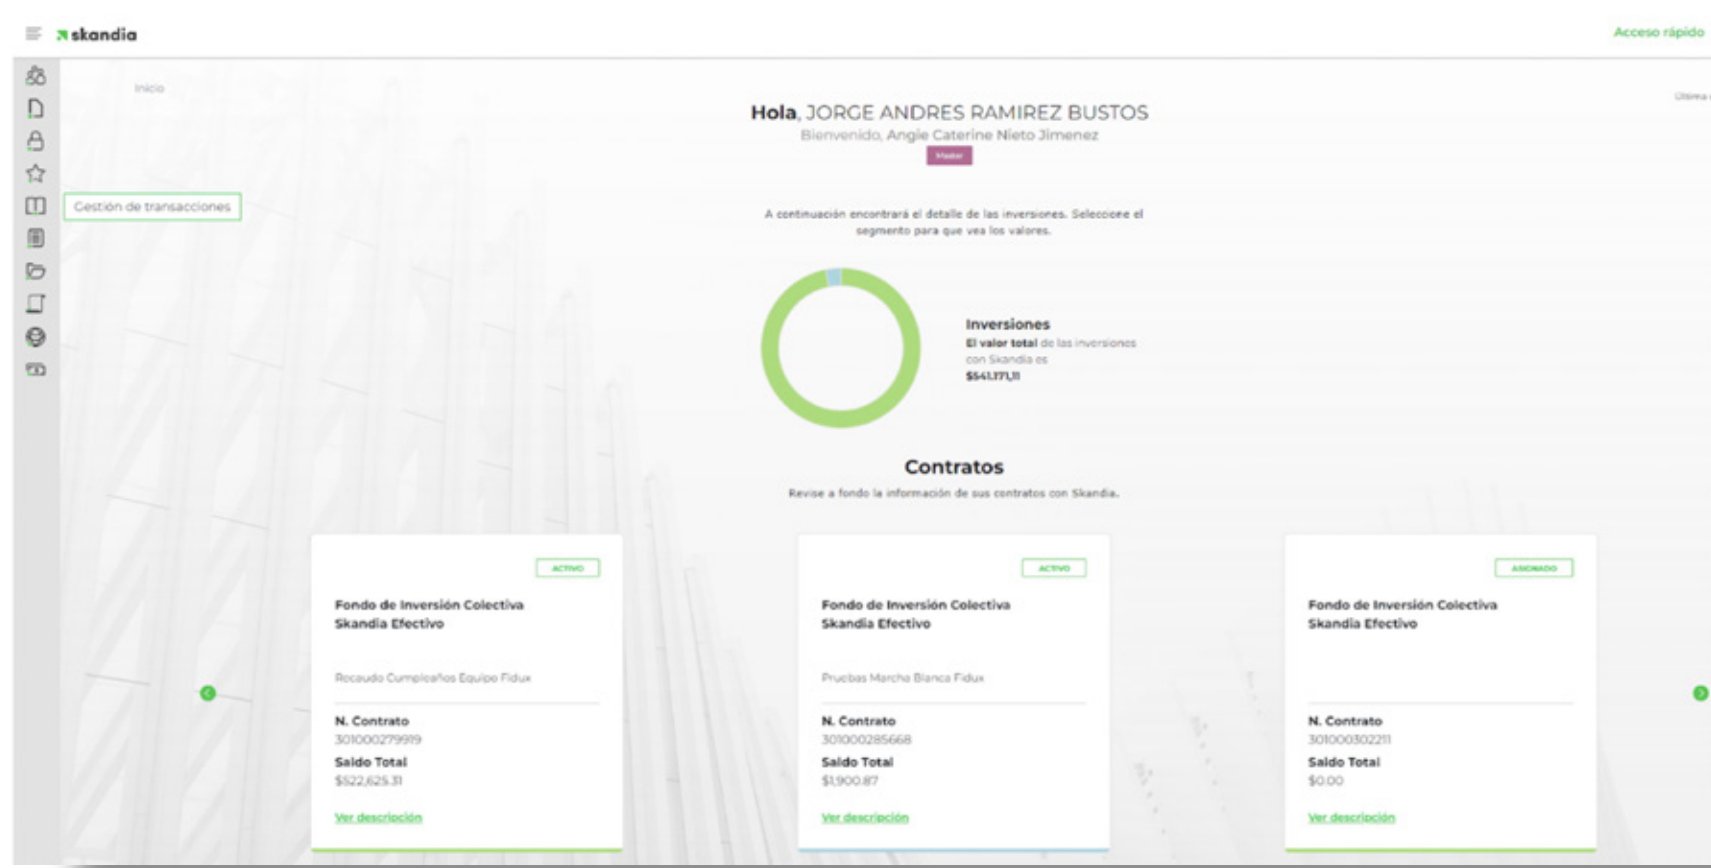 skandia
Acceso rápido
Inicio
Última
Hola, JORGE ANDRES RAMIREZ BUSTOS
Bienvenido, Angie Caterine Nieto Jimenez
Master
Gestión de transacciones
A continuación encontrará el detalle de las inversiones. Seleccione el
segmento para que vea los valores.
Inversiones
El valor total de las inversiones
con Skandia es
$541.171,11
Contratos
Revise a fondo la información de sus contratos con Skandia.
ACTIVO
Fondo de Inversión Colectiva
Skandia Efectivo
Recaudo Cumpleaños Equipo Fidux
N. Contrato
301000279919
Saldo Total
$522,625.31
Ver descripción
ACTIVO
Fondo de Inversión Colectiva
Skandia Efectivo
Pruebas Marcha Blanca Fidux
N. Contrato
301000285668
Saldo Total
$1,900.87
Ver descripción
ASIGNADO
Fondo de Inversión Colectiva
Skandia Efectivo
N. Contrato
301000302211
Saldo Total
$0.00
Ver descripción